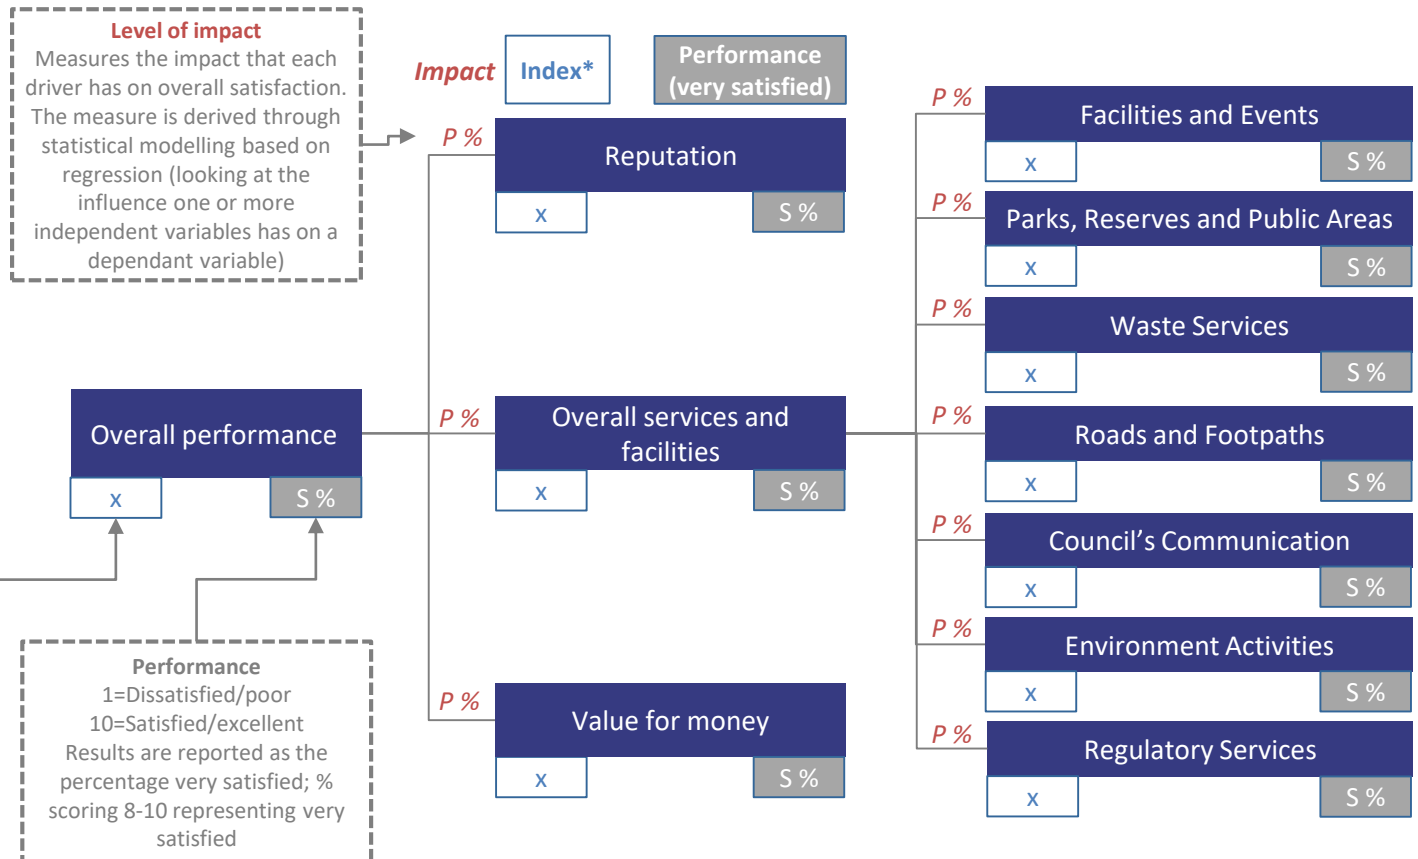 Level of impact
Measures the impact that each
driver has on overall satisfaction.
The measure is derived through
statistical modelling based on
regression (looking at the
influence one or more
independent variables has on a
dependant variable)
Impact
Index*
Performance
(very satisfied)
P %
Reputation
x
S %
Overall performance
x
S %
P %
Overall services and
facilities
x
S %
P %
Value for money
x
S %
Performance
1=Dissatisfied/poor
10=Satisfied/excellent
Results are reported as the
percentage very satisfied; %
scoring 8-10 representing very
satisfied
P %
Facilities and Events
x
S %
P %
Parks, Reserves and Public Areas
x
S %
P %
Waste Services
x
S %
P %
Roads and Footpaths
x
S %
P %
Council’s Communication
x
S %
P %
Environment Activities
x
S %
P %
Regulatory Services
x
S %